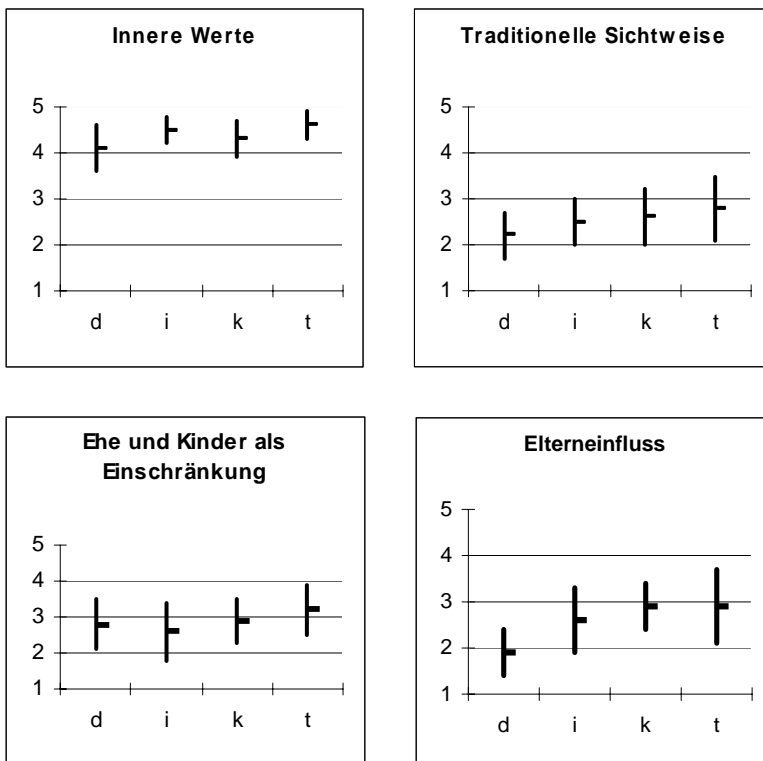 Innere Werte
5
4
3
2
1
d i k t
Traditionelle Sichtweise
5
4
3
2
1
d i k t
Ehe und Kinder als
Einschränkung
5
4
3
2
1
d i k t
Elterneinfluss
5
4
3
2
1
d i k t